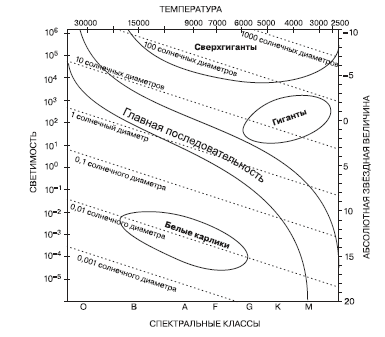 ТЕМПЕРАТУРА
30000 15000 9000 7000 6000 5000 4000 3000 2500
СВЕТИМОСТЬ
10⁶
10⁵
10⁴
10³
10²
10¹
10⁰
10⁻¹
10⁻²
10⁻³
10⁻⁴
10⁻⁵
1000 солнечных диаметров
Сверхгиганты
100 солнечных диаметров
10 солнечных диаметров
Гиганты
Главная последовательность
1 солнечный диаметр
0,1 солнечного диаметра
0,01 солнечного диаметра
Белые карлики
0,001 солнечного диаметра
−10
−5
0
5
10
15
20
АБСОЛЮТНАЯ ЗВЕЗДНАЯ ВЕЛИЧИНА
O B A F G K M
СПЕКТРАЛЬНЫЕ КЛАССЫ